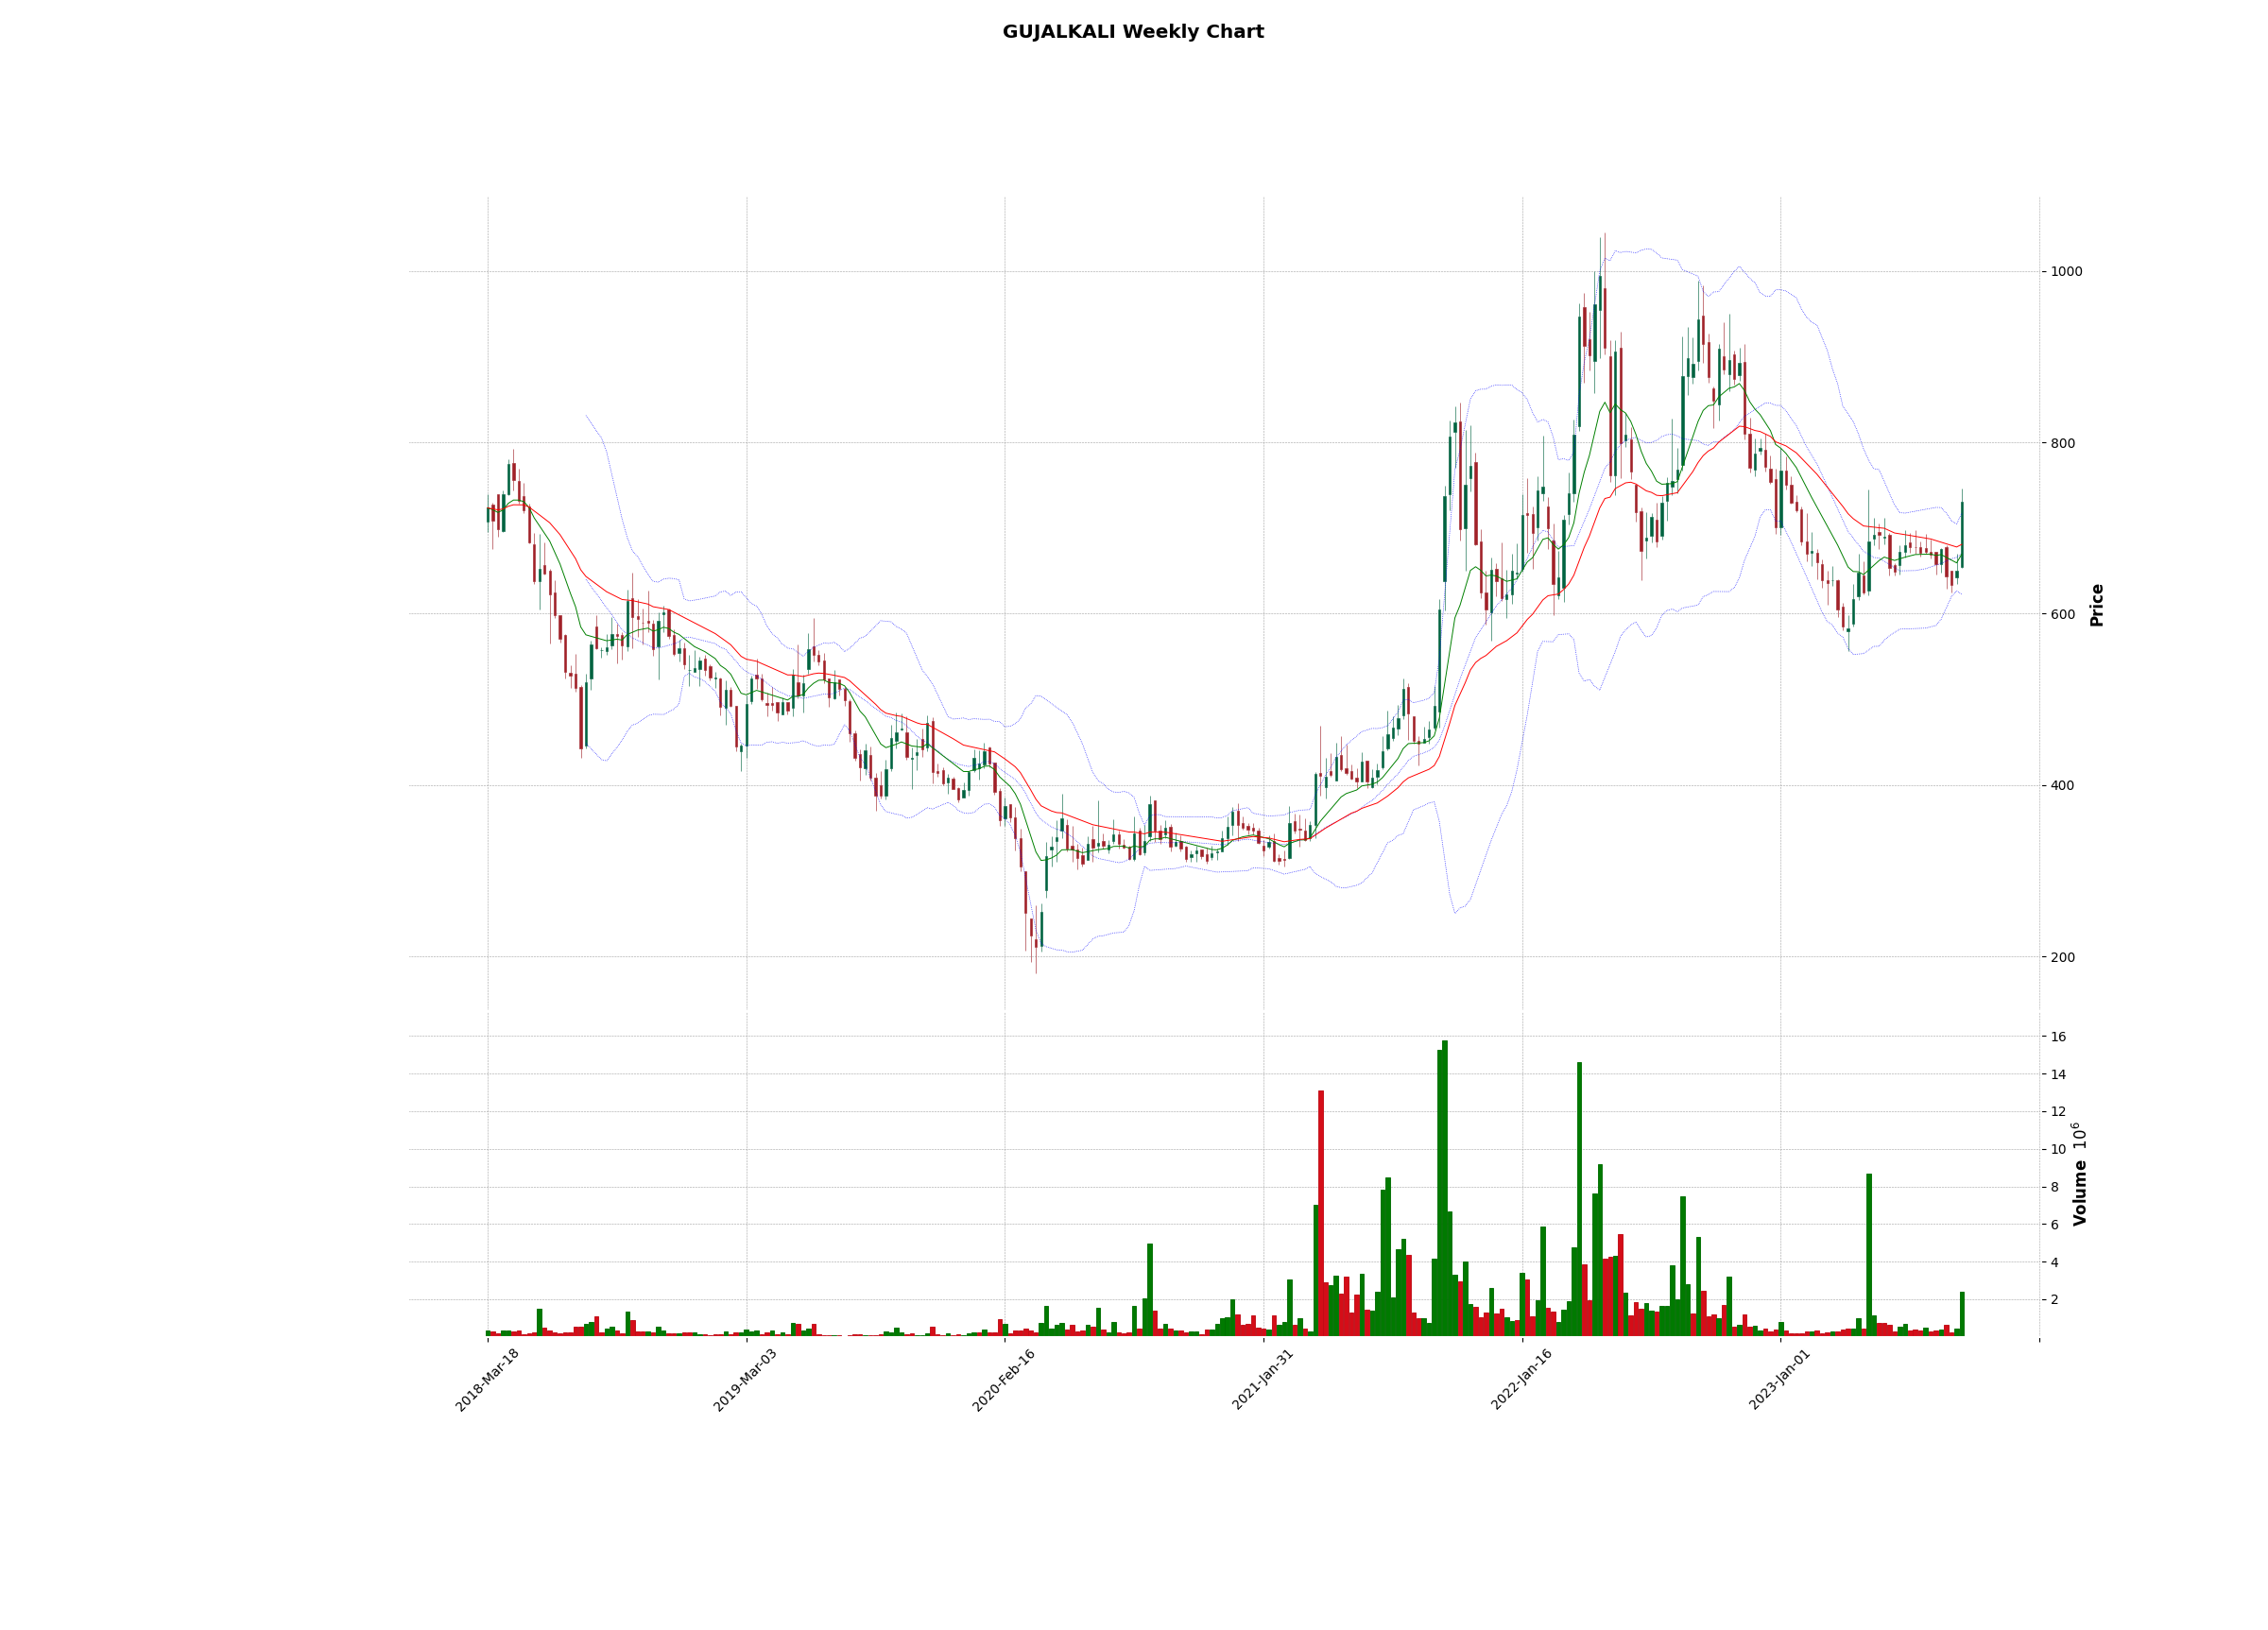 GUJALKALI Weekly Chart
1000
800
600
400
200
Price
16
14
12
10
8
6
4
2
Volume 10^6
2018-Mar-18
2019-Mar-03
2020-Feb-16
2021-Jan-31
2022-Jan-16
2023-Jan-01